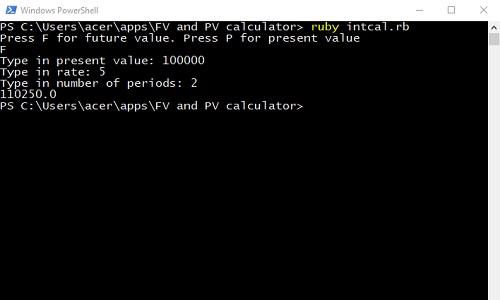 Windows PowerShell
PS C:\Users\acer\apps\FV and PV calculator> ruby intcal.rb
Press F for future value. Press P for present value
F
Type in present value: 100000
Type in rate: 5
Type in number of periods: 2
110250.0
PS C:\Users\acer\apps\FV and PV calculator>